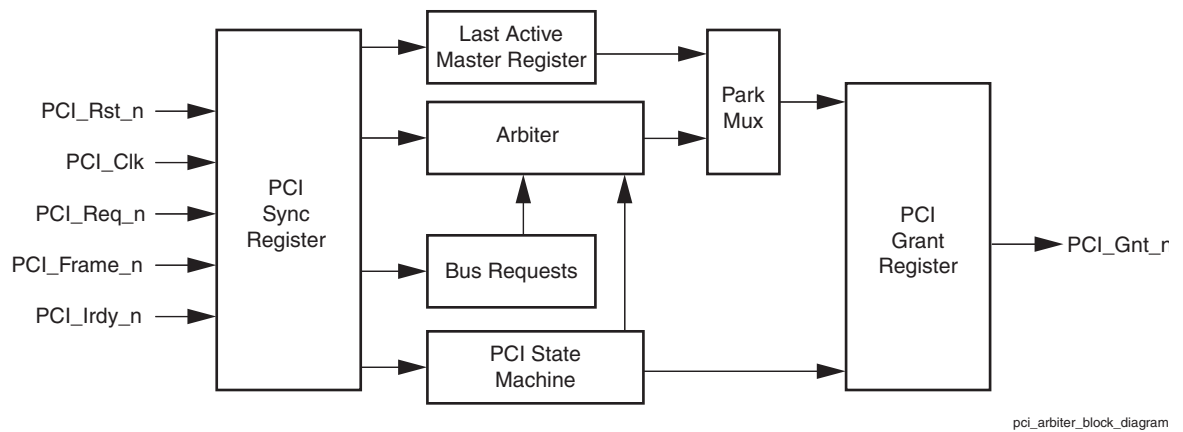 PCI_Rst_n
PCI_Clk
PCI_Req_n
PCI_Frame_n
PCI_Irdy_n
PCI
Sync
Register
Last Active
Master Register
Arbiter
Bus Requests
PCI State
Machine
Park
Mux
PCI
Grant
Register
PCI_Gnt_n
pci_arbiter_block_diagram